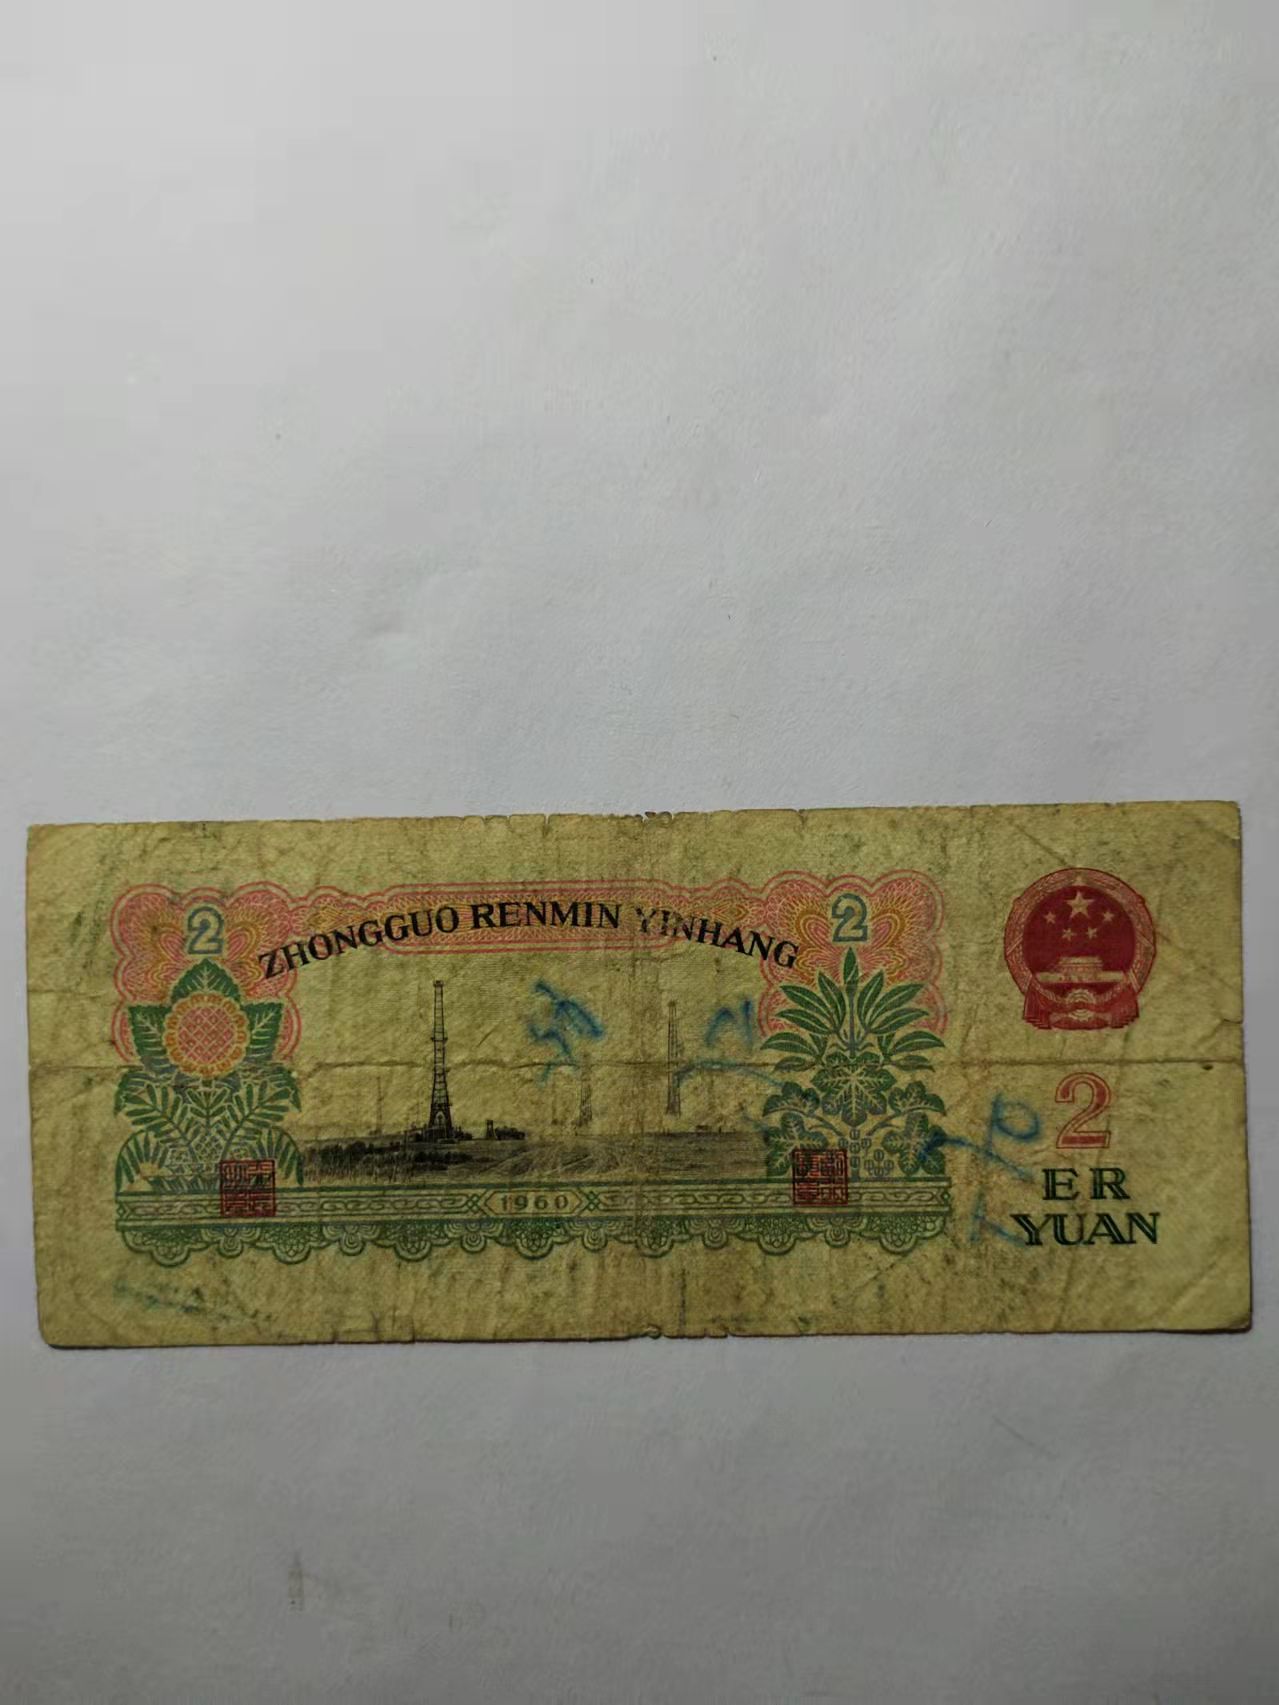 2
2
ZHONGGUO RENMIN YINHANG
2
ER
YUAN
1960